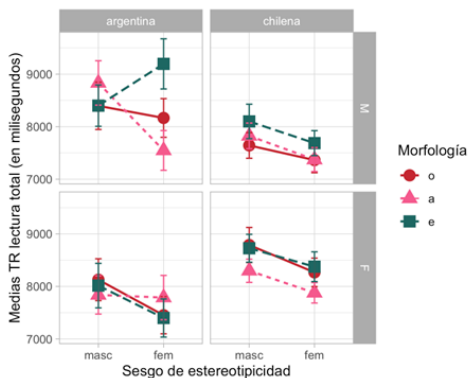 argentina chilena
9000
8000
7000
M
9000
8000
7000
F
masc fem masc fem
Sesgo de estereotipicidad
Medias TR lectura total (en milisegundos)
Morfología
o
a
e